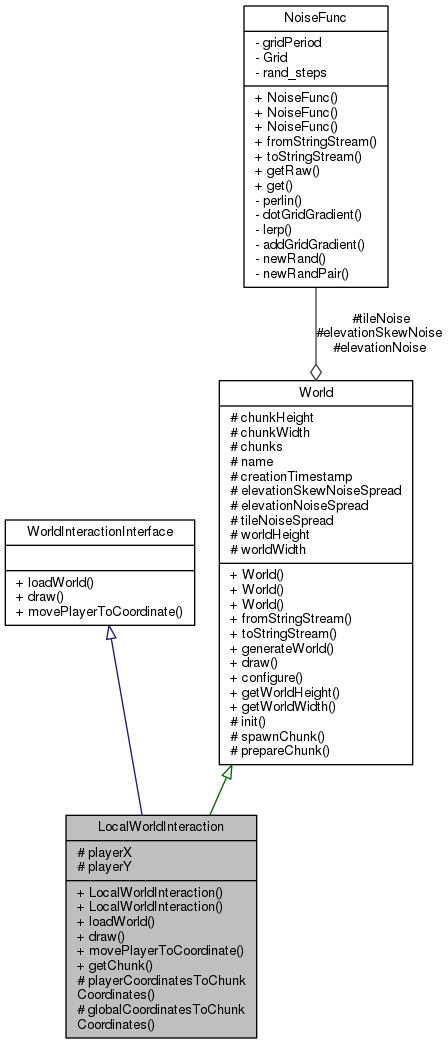 NoiseFunc
- gridPeriod
- Grid
- rand_steps
+ NoiseFunc()
+ NoiseFunc()
+ NoiseFunc()
+ fromStringStream()
+ toStringStream()
+ getRaw()
+ get()
- perlin()
- dotGridGradient()
- lerp()
- addGridGradient()
- newRand()
- newRandPair()
#tileNoise
#elevationSkewNoise
#elevationNoise
World
# chunkHeight
# chunkWidth
# chunks
# name
# creationTimestamp
# elevationSkewNoiseSpread
# elevationNoiseSpread
# tileNoiseSpread
# worldHeight
# worldWidth
+ World()
+ World()
+ World()
+ fromStringStream()
+ toStringStream()
+ generateWorld()
+ draw()
+ configure()
+ getWorldHeight()
+ getWorldWidth()
# init()
# spawnChunk()
# prepareChunk()
WorldInteractionInterface
+ loadWorld()
+ draw()
+ movePlayerToCoordinate()
LocalWorldInteraction
# playerX
# playerY
+ LocalWorldInteraction()
+ LocalWorldInteraction()
+ loadWorld()
+ draw()
+ movePlayerToCoordinate()
+ getChunk()
# playerCoordinatesToChunk
Coordinates()
# globalCoordinatesToChunk
Coordinates()